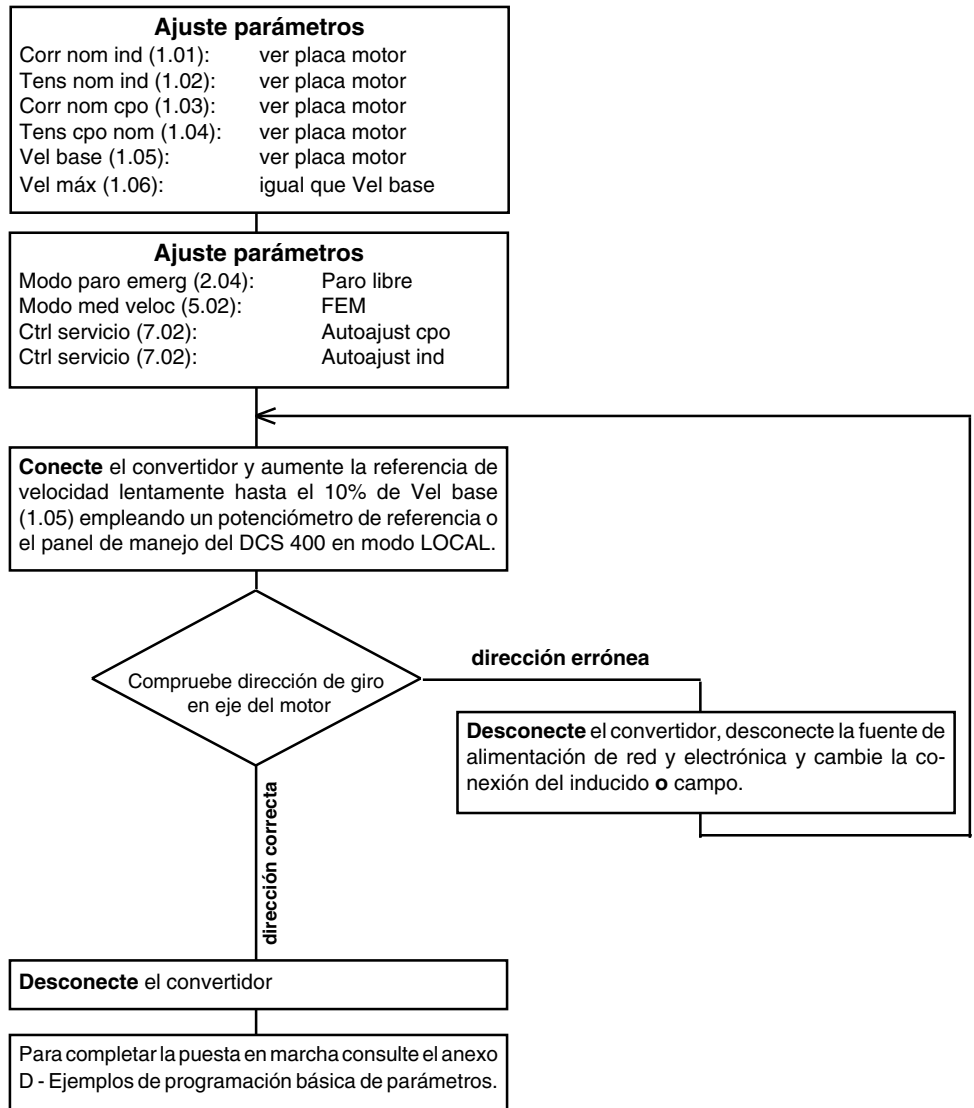 Ajuste parámetros
Corr nom ind (1.01): ver placa motor
Tens nom ind (1.02): ver placa motor
Corr nom cpo (1.03): ver placa motor
Tens cpo nom (1.04): ver placa motor
Vel base (1.05): ver placa motor
Vel máx (1.06): igual que Vel base
Ajuste parámetros
Modo paro emerg (2.04): Paro libre
Modo med veloc (5.02): FEM
Ctrl servicio (7.02): Autoajust cpo
Ctrl servicio (7.02): Autoajust ind
Conecte el convertidor y aumente la referencia de
velocidad lentamente hasta el 10% de Vel base
(1.05) empleando un potenciómetro de referencia o
el panel de manejo del DCS 400 en modo LOCAL.
Compruebe dirección de giro
en eje del motor
dirección errónea
Desconecte el convertidor, desconecte la fuente de
alimentación de red y electrónica y cambie la co-
nexión del inducido o campo.
dirección correcta
Desconecte el convertidor
Para completar la puesta en marcha consulte el anexo
D - Ejemplos de programación básica de parámetros.